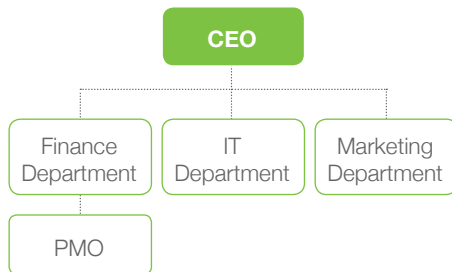 CEO
Finance
Department
IT
Department
Marketing
Department
PMO